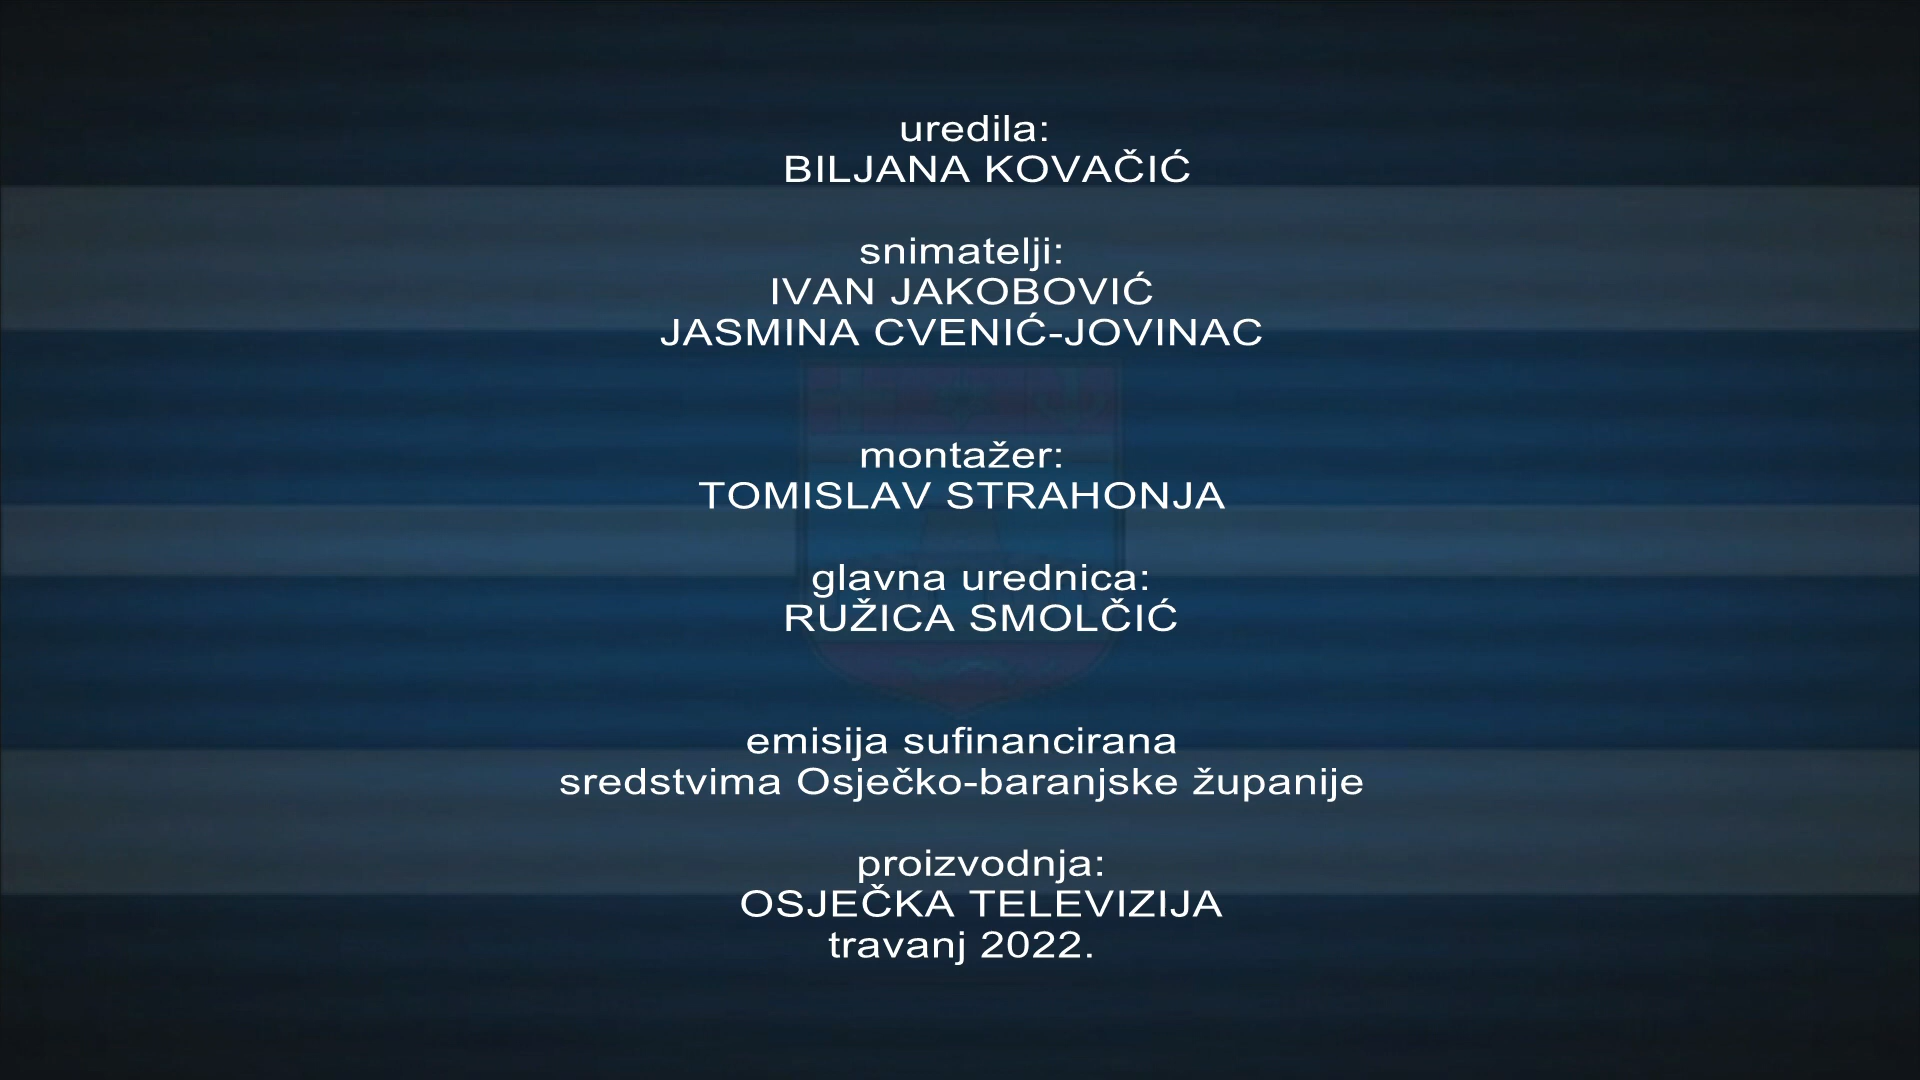 uredila:
BILJANA KOVAČIĆ
snimatelji:
IVAN JAKOBOVIĆ
JASMINA CVENIĆ-JOVINAC
montažer:
TOMISLAV STRAHONJA
glavna urednica:
RUŽICA SMOLČIĆ
emisija sufinancirana
sredstvima Osječko-baranjske županije
proizvodnja:
OSJEČKA TELEVIZIJA
travanj 2022.